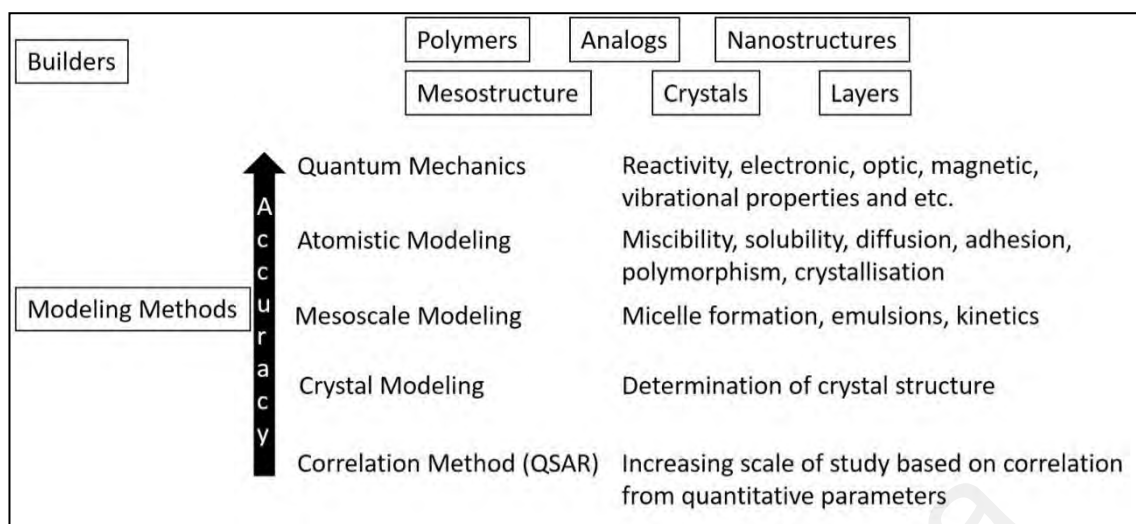 Builders
Polymers
Analogs
Nanostructures
Mesostructure
Crystals
Layers
Modeling Methods
Accuracy
Quantum Mechanics
Reactivity, electronic, optic, magnetic,
vibrational properties and etc.
Atomistic Modeling
Miscibility, solubility, diffusion, adhesion,
polymorphism, crystallisation
Mesoscale Modeling
Micelle formation, emulsions, kinetics
Crystal Modeling
Determination of crystal structure
Correlation Method (QSAR)
Increasing scale of study based on correlation
from quantitative parameters